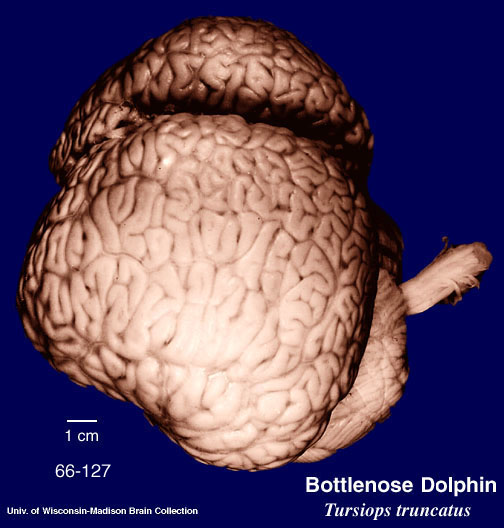 1 cm
66-127
Bottlenose Dolphin
Univ. of Wisconsin-Madison Brain Collection
Tursiops truncatus